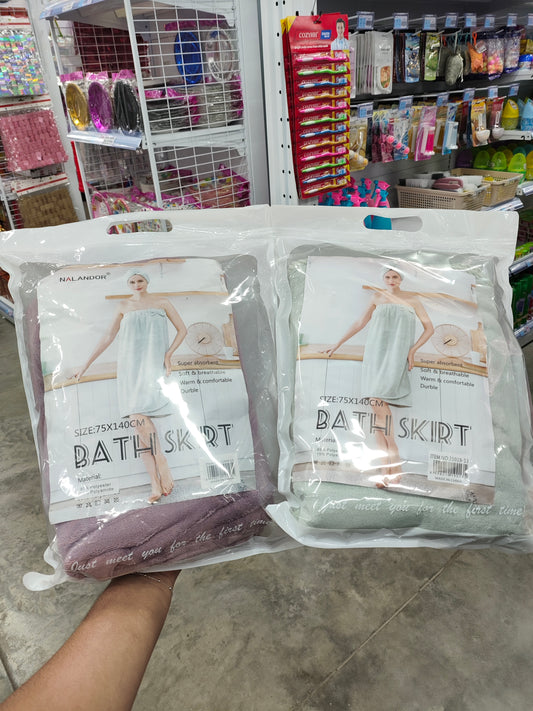 COZYUU
NALANDOR®
Super absorbent
Soft & breathable
Warm & comfortable
Durble
SIZE:75X140CM
BATH SKIRT
Material:
Just meet you for the first time
Super absorbent
Soft & breathable
Warm & comfortable
Durble
SIZE:75X140CM
BATH SKIRT
Material:
Just meet you for the first time